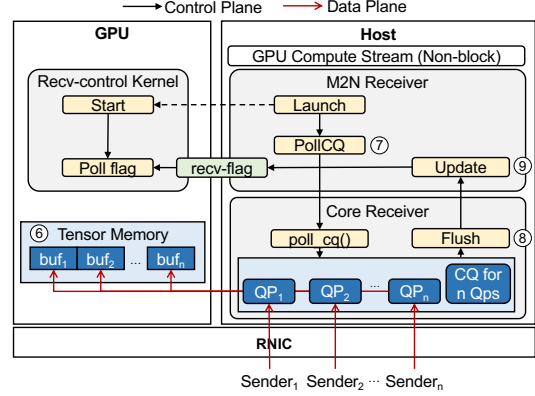 Control Plane
Data Plane
GPU
Host
GPU Compute Stream (Non-block)
Recv-control Kernel
M2N Receiver
Start
Launch
PollCQ
⑦
Poll flag
recv-flag
Update
⑨
Core Receiver
⑥ Tensor Memory
poll_cq()
Flush
⑧
buf1 buf2 ... bufn
QP1 QP2 ... QPn
CQ for
n Qps
RNIC
Sender1 Sender2 ··· Sendern